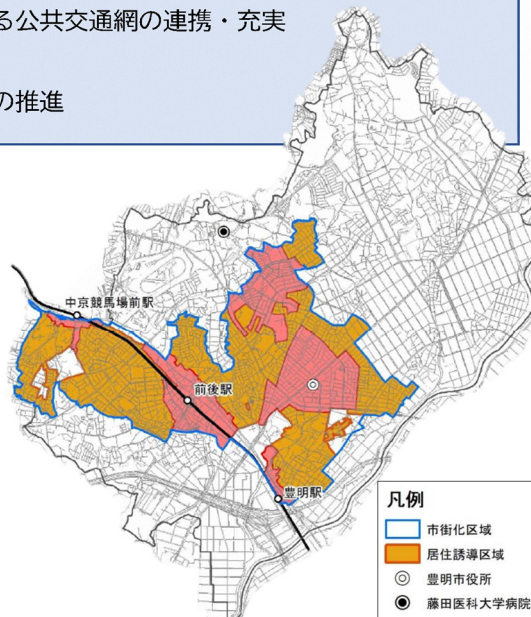 る公共交通網の連携・充実
の推進
中京競馬場前駅
前後駅
豊明駅
凡例
市街化区域
居住誘導区域
豊明市役所
藤田医科大学病院